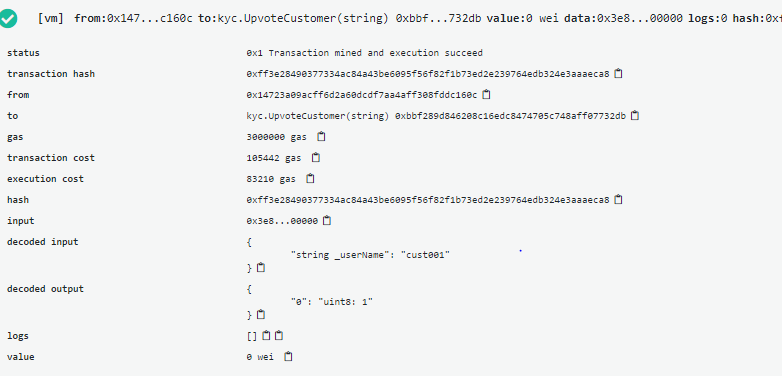 [vm] from:0x147...c160c to:kyc.UpvoteCustomer(string) 0xbbf...732db value:0 wei data:0x3e8...00000 logs:0 hash:0xf
status 0x1 Transaction mined and execution succeed
transaction hash 0xff3e28490377334ac84a43be6095f56f82f1b73ed2e239764edb324e3aaaeca8
from 0x14723a09acff6d2a60dcdf7aa4aff308fddc160c
to kyc.UpvoteCustomer(string) 0xbbf289d846208c16edc8474705c748aff07732db
gas 3000000 gas
transaction cost 105442 gas
execution cost 83210 gas
hash 0xff3e28490377334ac84a43be6095f56f82f1b73ed2e239764edb324e3aaaeca8
input 0x3e8...00000
decoded input {
"string _userName": "cust001"
}
decoded output {
"0": "uint8: 1"
}
logs []
value 0 wei